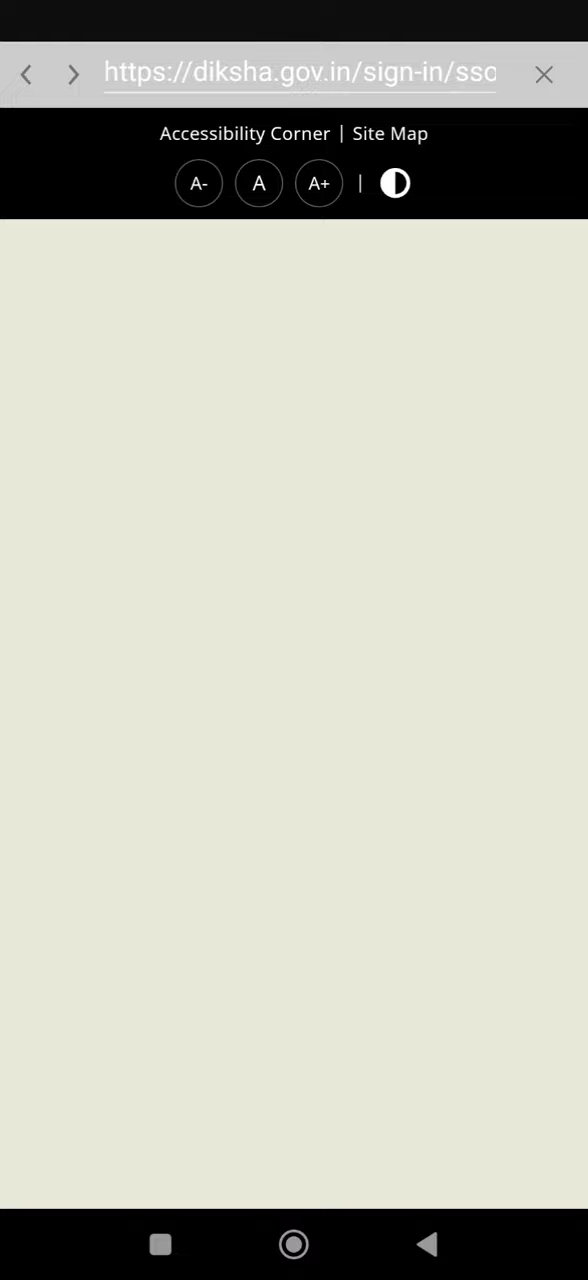 https://diksha.gov.in/sign-in/sso
Accessibility Corner | Site Map
A- A A+ |